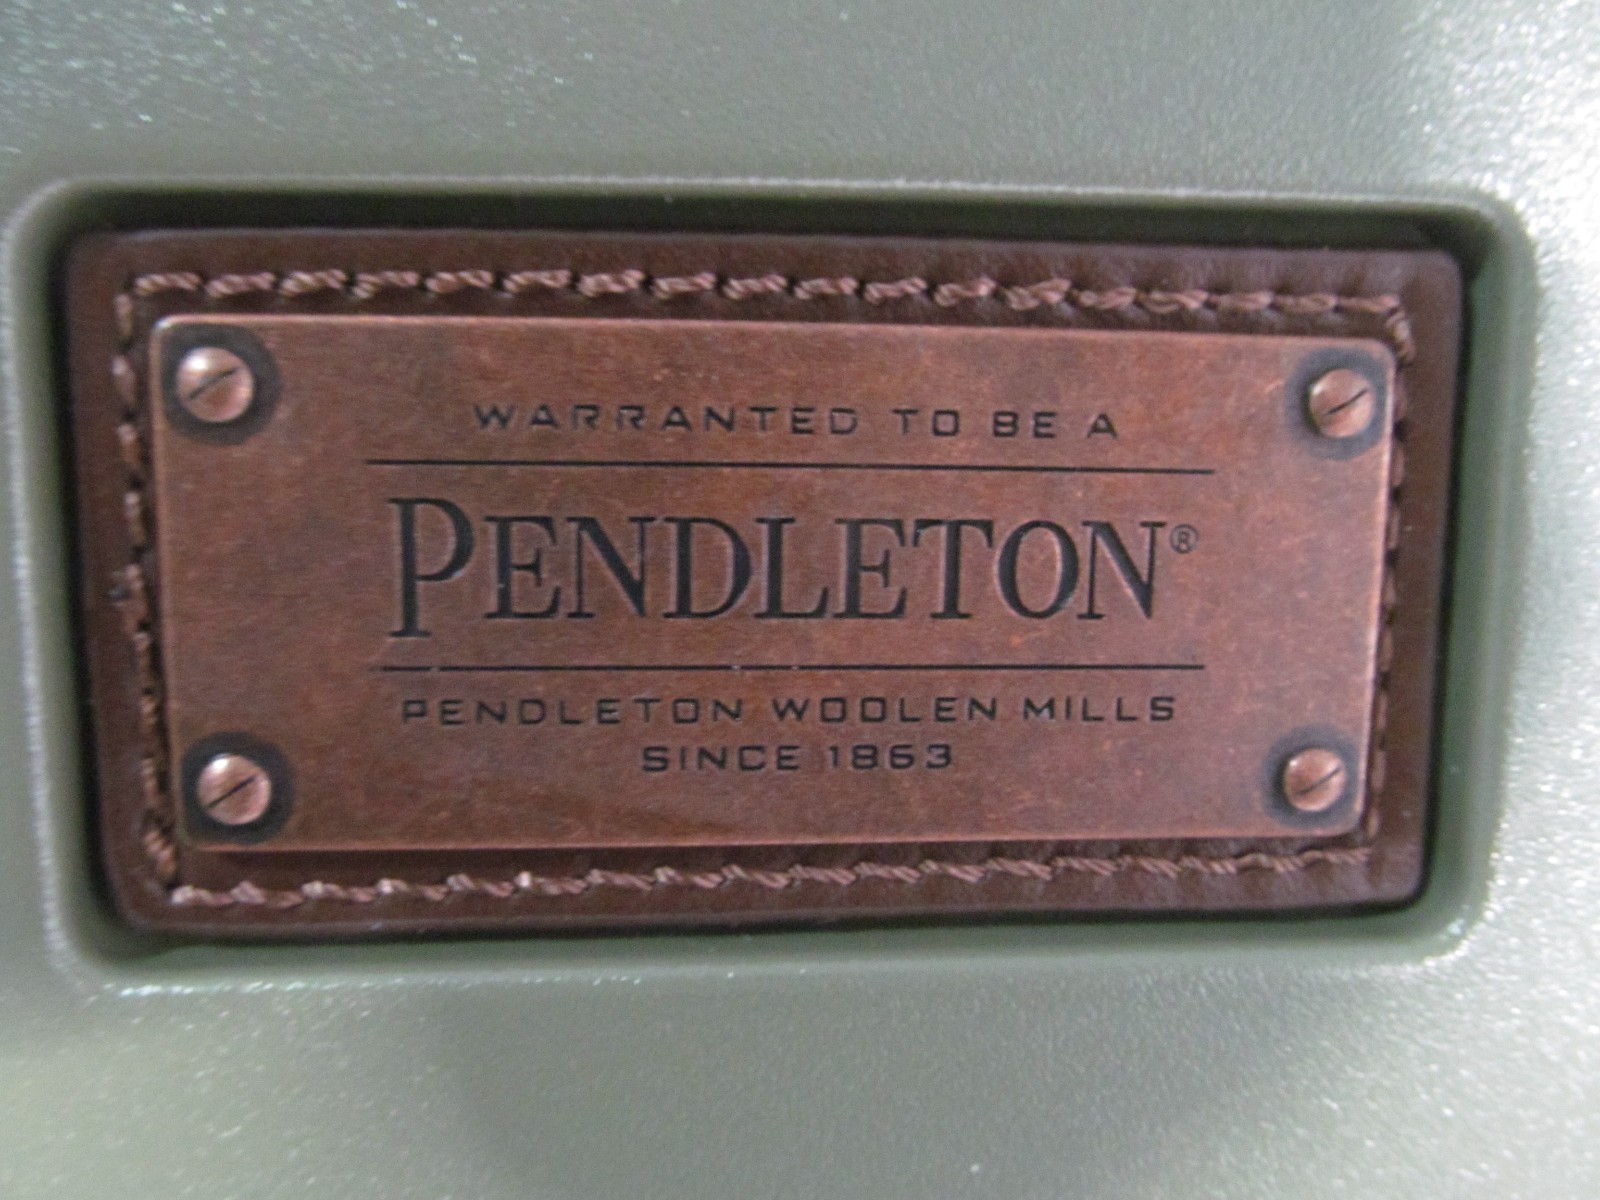 WARRANTED TO BE A
PENDLETON®
PENDLETON WOOLEN MILLS
SINCE 1863